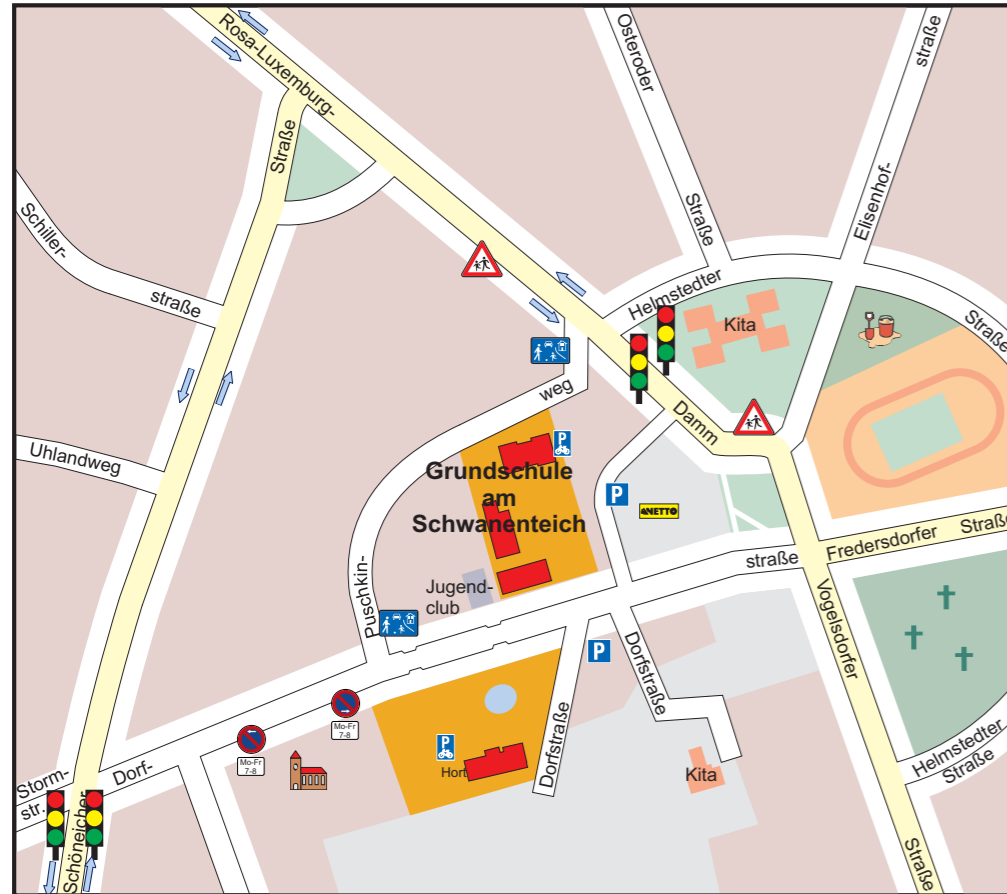 Rosa-Luxemburg-
Osteroder
straße
Straße
Elisenhof-
Schiller-
straße
Straße
Helmstedter
Straße
Kita
weg
Damm
Uhlandweg
Grundschule
am
Schwanenteich
P
P
NETTO
straße
Fredersdorfer
Straße
Jugend-
club
Puschkin-
Vogelsdorfer
P
Dorfstraße
Mo-Fr
7-8
Mo-Fr
7-8
P
Hort
Dorfstraße
Kita
Helmstedter
Straße
Storm-
str.
Dorf-
Schöneicher
Straße